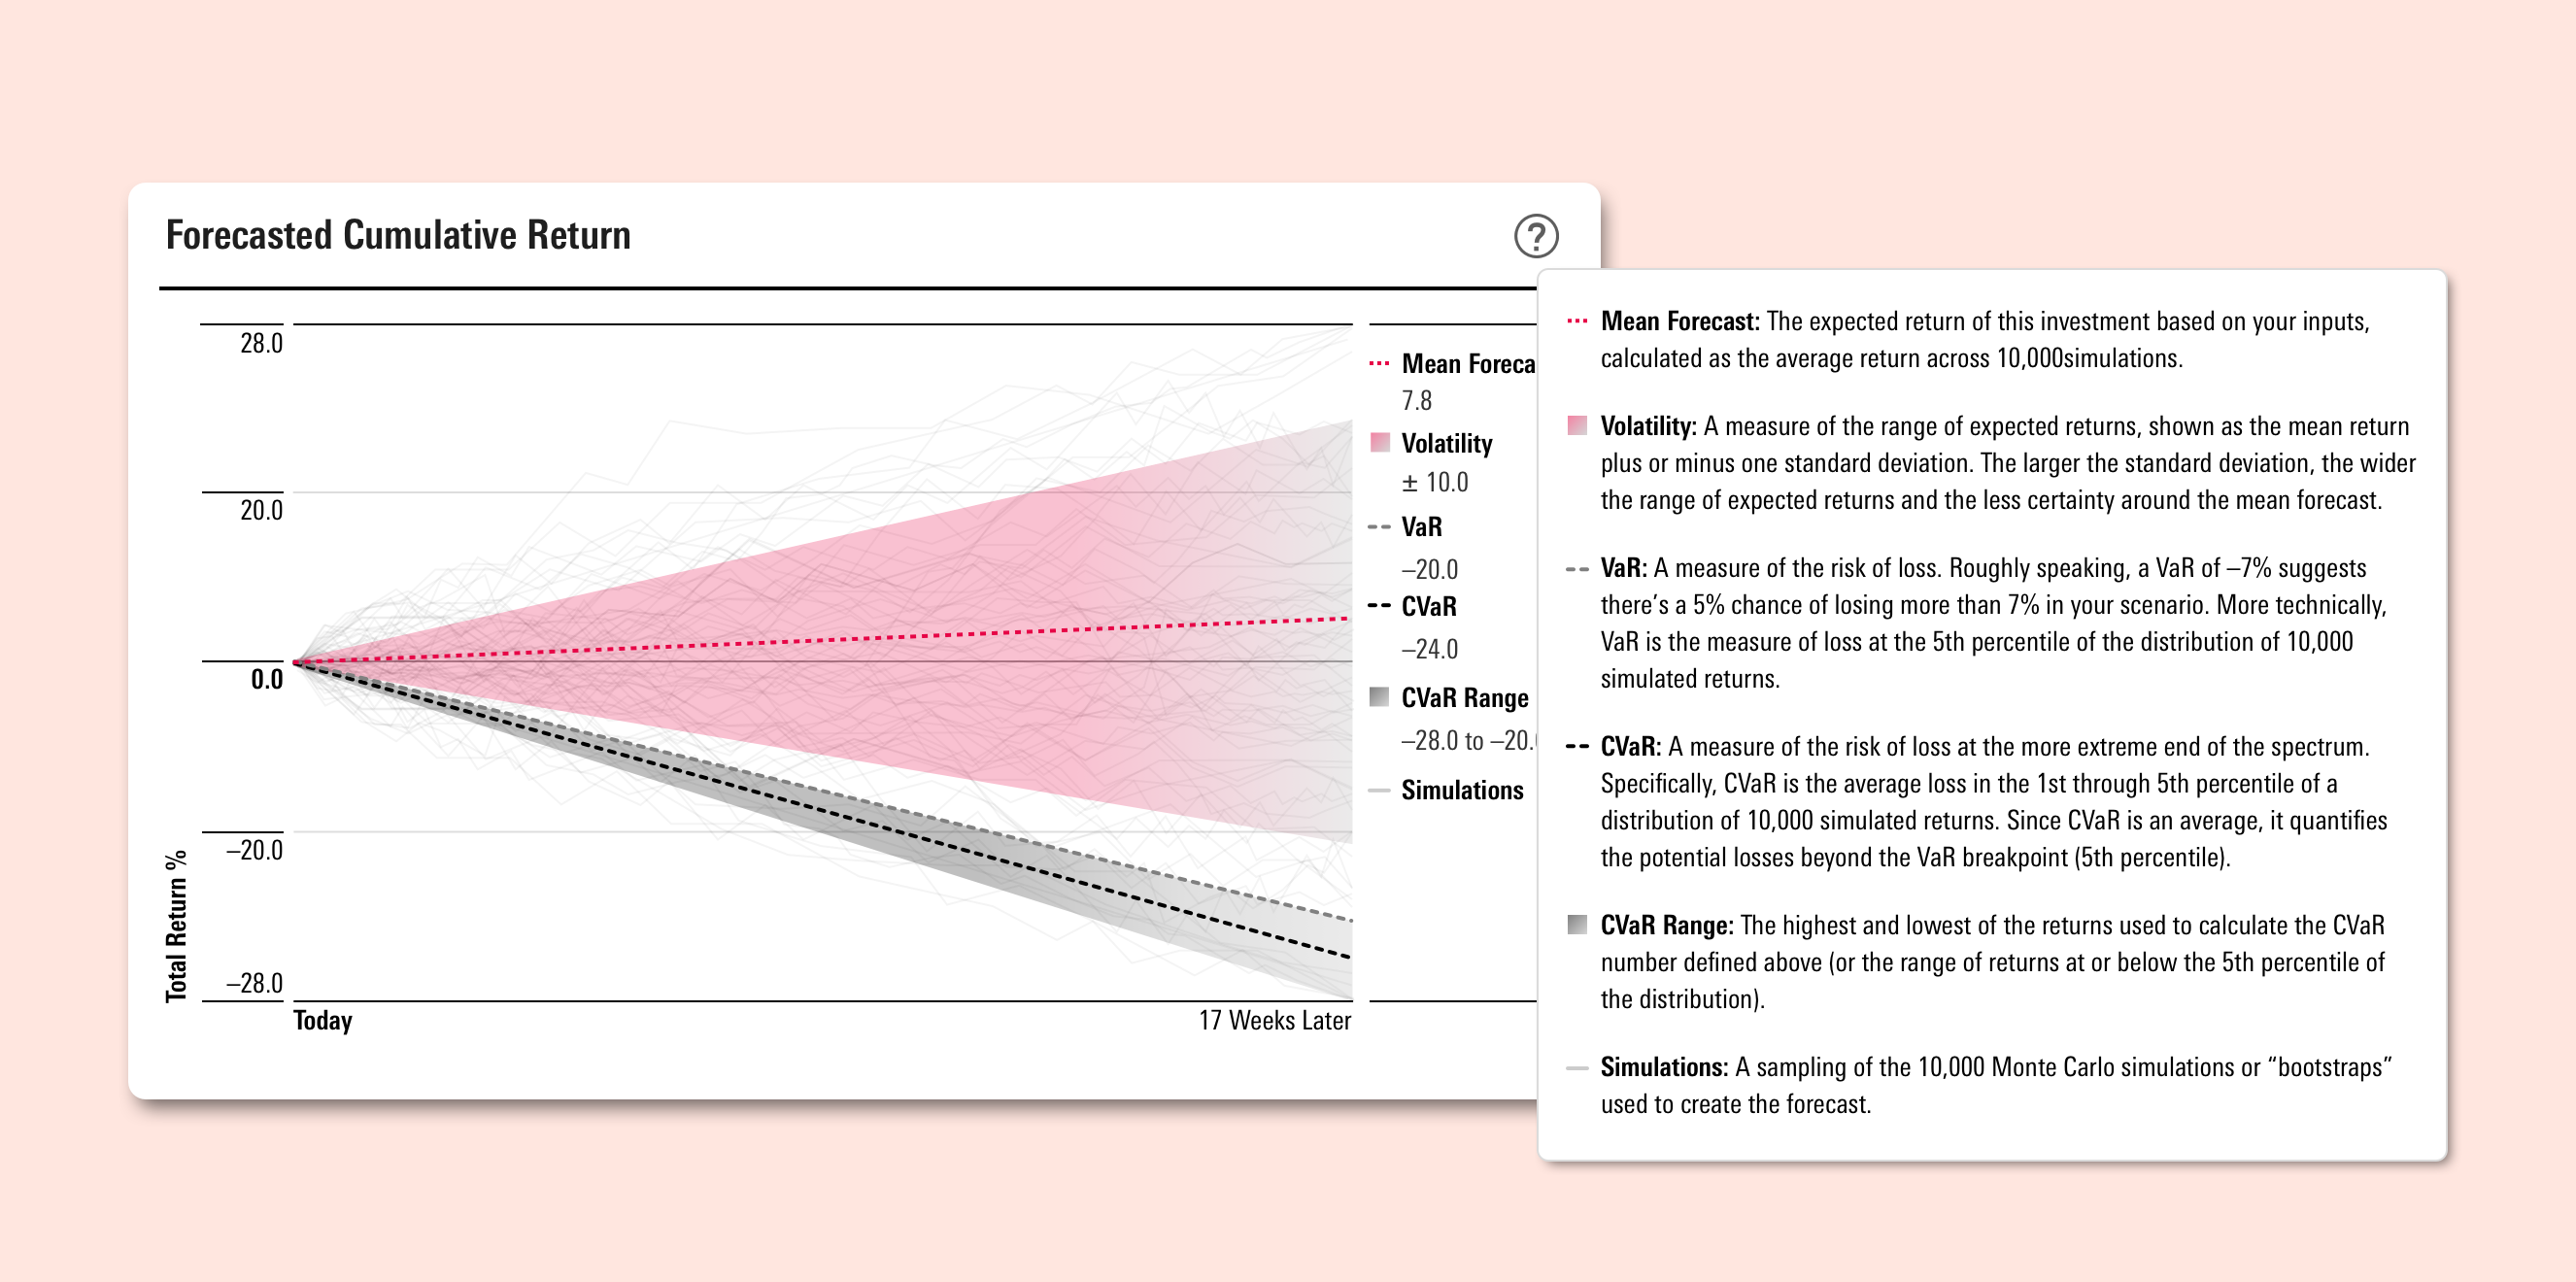 Forecasted Cumulative Return
?
28.0
20.0
0.0
–20.0
–28.0
Total Return %
Today
17 Weeks Later
Mean Foreca
7.8
Volatility
± 10.0
VaR
–20.0
CVaR
–24.0
CVaR Range
–28.0 to –20.
Simulations
Mean Forecast: The expected return of this investment based on your inputs,
calculated as the average return across 10,000simulations.
Volatility: A measure of the range of expected returns, shown as the mean return
plus or minus one standard deviation. The larger the standard deviation, the wider
the range of expected returns and the less certainty around the mean forecast.
VaR: A measure of the risk of loss. Roughly speaking, a VaR of –7% suggests
there’s a 5% chance of losing more than 7% in your scenario. More technically,
VaR is the measure of loss at the 5th percentile of the distribution of 10,000
simulated returns.
CVaR: A measure of the risk of loss at the more extreme end of the spectrum.
Specifically, CVaR is the average loss in the 1st through 5th percentile of a
distribution of 10,000 simulated returns. Since CVaR is an average, it quantifies
the potential losses beyond the VaR breakpoint (5th percentile).
CVaR Range: The highest and lowest of the returns used to calculate the CVaR
number defined above (or the range of returns at or below the 5th percentile of
the distribution).
Simulations: A sampling of the 10,000 Monte Carlo simulations or “bootstraps”
used to create the forecast.